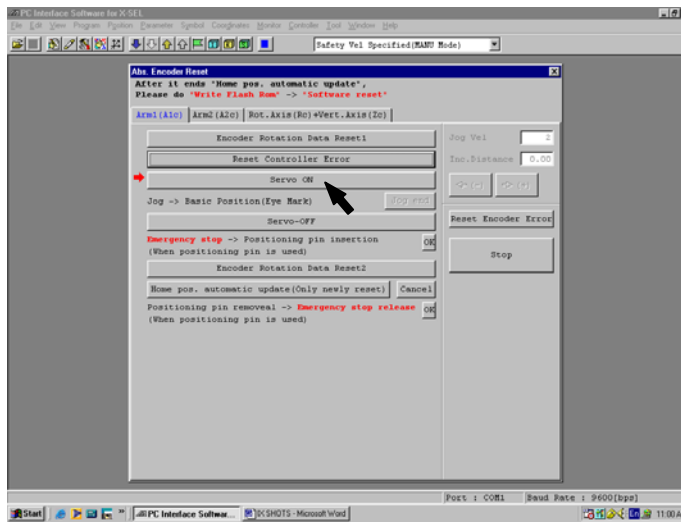 PC Interface Software for X-SEL
File Edit View Program Position Parameter Symbol Coordinates Monitor Controller Tool Window Help
Safety Vel Specified(MANU Mode)
Abs. Encoder Reset
After it ends "Home pos. automatic update",
Please do "Write Flash Rom" -> "Software reset"
Arm1(A1c) Arm2(A2c) Rot.Axis(Rc)+Vert.Axis(Zc)
Encoder Rotation Data Reset1
Reset Controller Error
Servo ON
Jog -> Basic Position(Eye Mark) Jog end
Servo-OFF
Emergency stop -> Positioning pin insertion
(When positioning pin is used)
OK
Encoder Rotation Data Reset2
Home pos. automatic update(Only newly reset) Cancel
Positioning pin removeal -> Emergency stop release
(When positioning pin is used)
OK
Jog Vel 2
Inc.Distance 0.00
(-) (+)
Reset Encoder Error
Stop
Port : COM1 Baud Rate : 9600[bps]
Start » PC Interface Softwar... IX SHOTS - Microsoft Word En 11:00 A